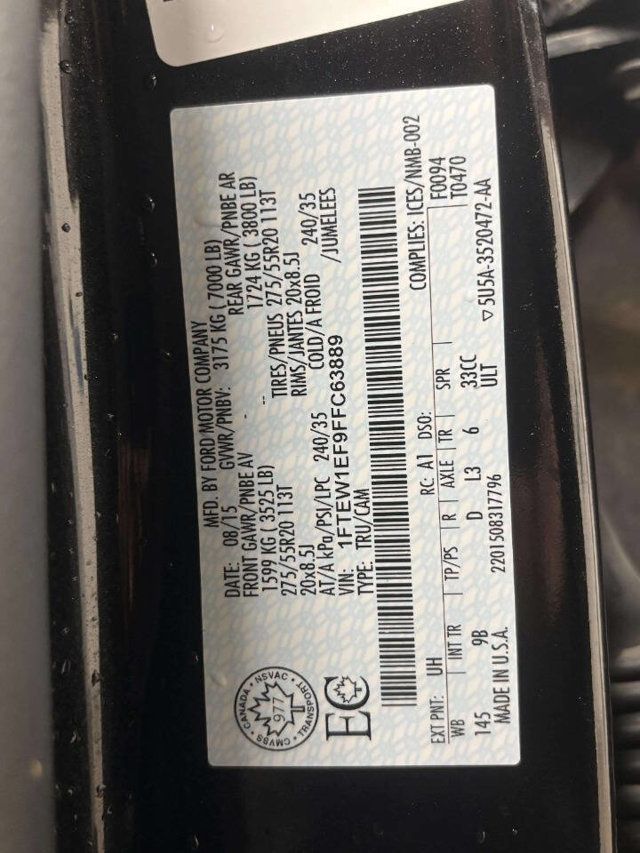 MFD. BY FORD MOTOR COMPANY
DATE: 08/15 GVWR/PNBV: 3175 KG ( 7000 LB)
FRONT GAWR/PNBE AV - REAR GAWR/PNBE AR
1599 KG ( 3525 LB) -- 1724 KG ( 3800 LB)
275/55R20 113T TIRES/PNEUS 275/55R20 113T
20x8.5J RIMS/JANTES 20x8.5J
AT/A kPa/PSI/LPC 240/35 COLD/A FROID 240/35
VIN: 1FTEW1EF9FFC63889 /JUMELEES
TYPE: TRU/CAM
CANADA • NSVAC • TRANSPORT • CMVSS •
977
EC
COMPLIES: ICES/NMB-002
EXT PNT: UH RC: A1 DSO: F0094
WB INT TR TP/PS R AXLE TR SPR T0470
145 9B D L3 6 33CC
MADE IN U.S.A. 2201508317796 ULT
▽5U5A-3520472-AA